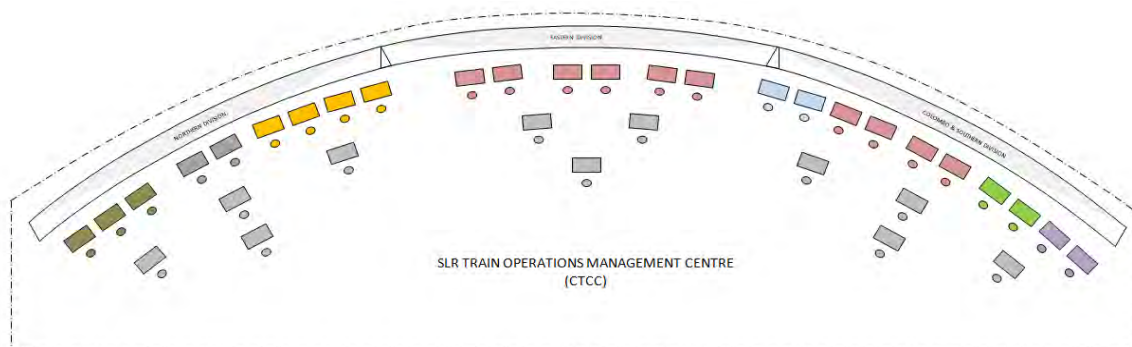 EASTERN DIVISION
NORTHERN DIVISION
COLOMBO & SOUTHERN DIVISION
SLR TRAIN OPERATIONS MANAGEMENT CENTRE
(CTCC)